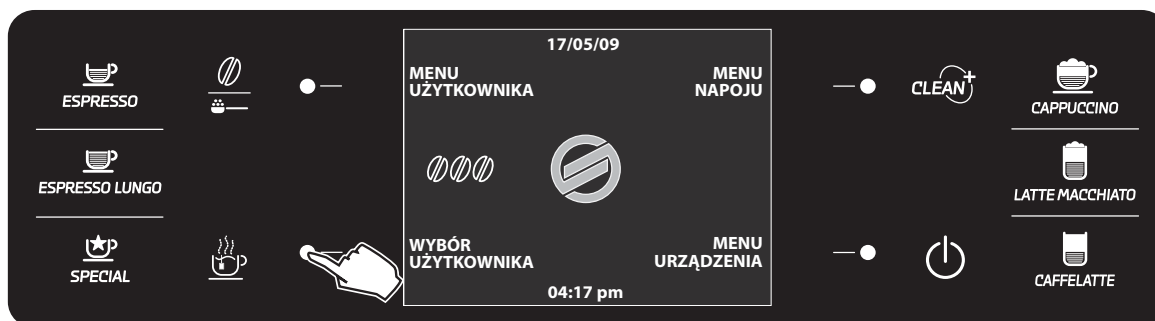 ESPRESSO
ESPRESSO LUNGO
SPECIAL
17/05/09
MENU
UŻYTKOWNIKA
MENU
NAPOJU
WYBÓR
UŻYTKOWNIKA
MENU
URZĄDZENIA
04:17 pm
CLEAN+
CAPPUCCINO
LATTE MACCHIATO
CAFFELATTE